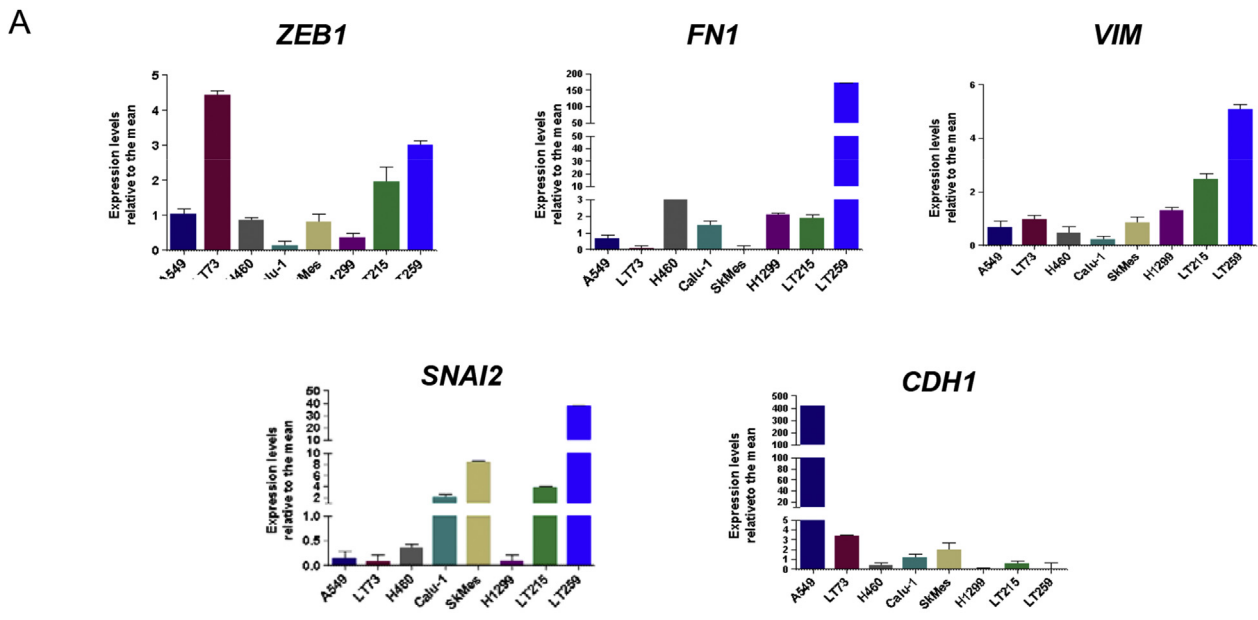 A
ZEB1
Expression levels
relative to the mean
5
4
3
2
1
0
A549
LT73
H460
alu-1
Mes
1299
T215
LT259
FN1
Expression levels
relative to the mean
200
150
100
50
50
40
30
20
10
3
2
1
0
A549
LT73
H460
Calu-1
SkMes
H1299
LT215
LT259
VIM
Expression levels
relative to the mean
6
4
2
0
A549
LT73
H460
Calu-1
SkMes
H1299
LT215
LT259
SNAI2
Expression levels
relative to the mean
50
40
30
20
10
10
8
6
4
2
1.0
0.5
0.0
A549
LT73
H460
Calu-1
SkMes
H1299
LT215
LT259
CDH1
Expression levels
relativeto the mean
500
400
300
200
100
100
80
60
40
20
5
4
3
2
1
0
A549
LT73
H460
Calu-1
SkMes
H1299
LT215
LT259